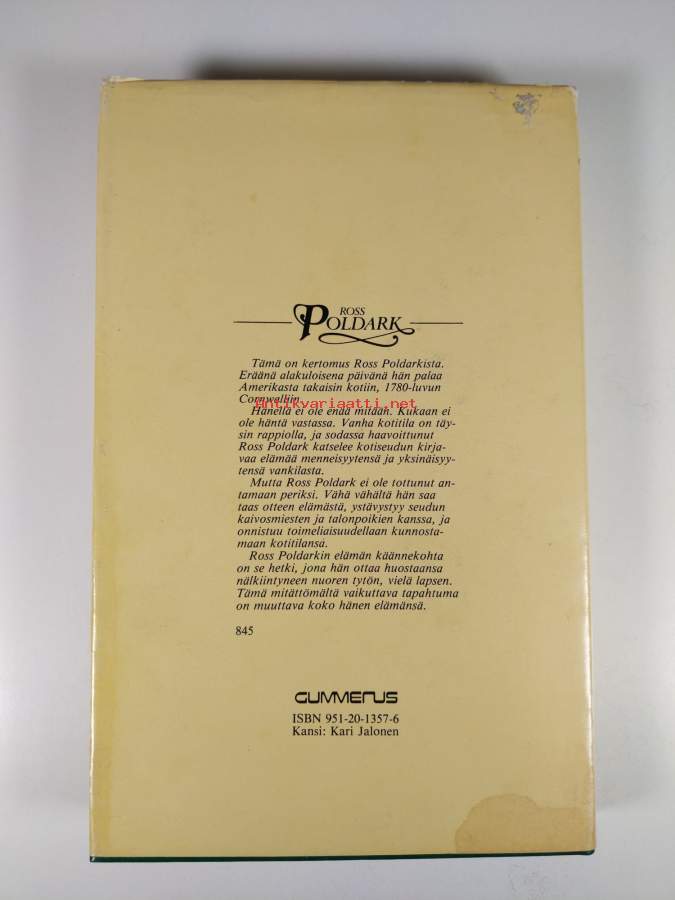 ROSS
POLDARK
Tämä on kertomus Ross Poldarkista.
Eräänä alakuloisena päivänä hän palaa
Amerikasta takaisin kotiin, 1780-luvun
Cornwalliin.
antikvariaatti.net
Hänellä ei ole enää mitään. Kukaan ei
ole häntä vastassa. Vanha kotitila on täy-
sin rappiolla, ja sodassa haavoittunut
Ross Poldark katselee kotiseudun kirja-
vaa elämää menneisyytensä ja yksinäisyy-
tensä vankilasta.
Mutta Ross Poldark ei ole tottunut an-
tamaan periksi. Vähä vähältä hän saa
taas otteen elämästä, ystävystyy seudun
kaivosmiesten ja talonpoikien kanssa, ja
onnistuu toimeliaisuudellaan kunnosta-
maan kotitilansa.
Ross Poldarkin elämän käännekohta
on se hetki, jona hän ottaa huostaansa
nälkiintyneen nuoren tytön, vielä lapsen.
Tämä mitättömältä vaikuttava tapahtuma
on muuttava koko hänen elämänsä.
845
GUMMERUS
ISBN 951-20-1357-6
Kansi: Kari Jalonen